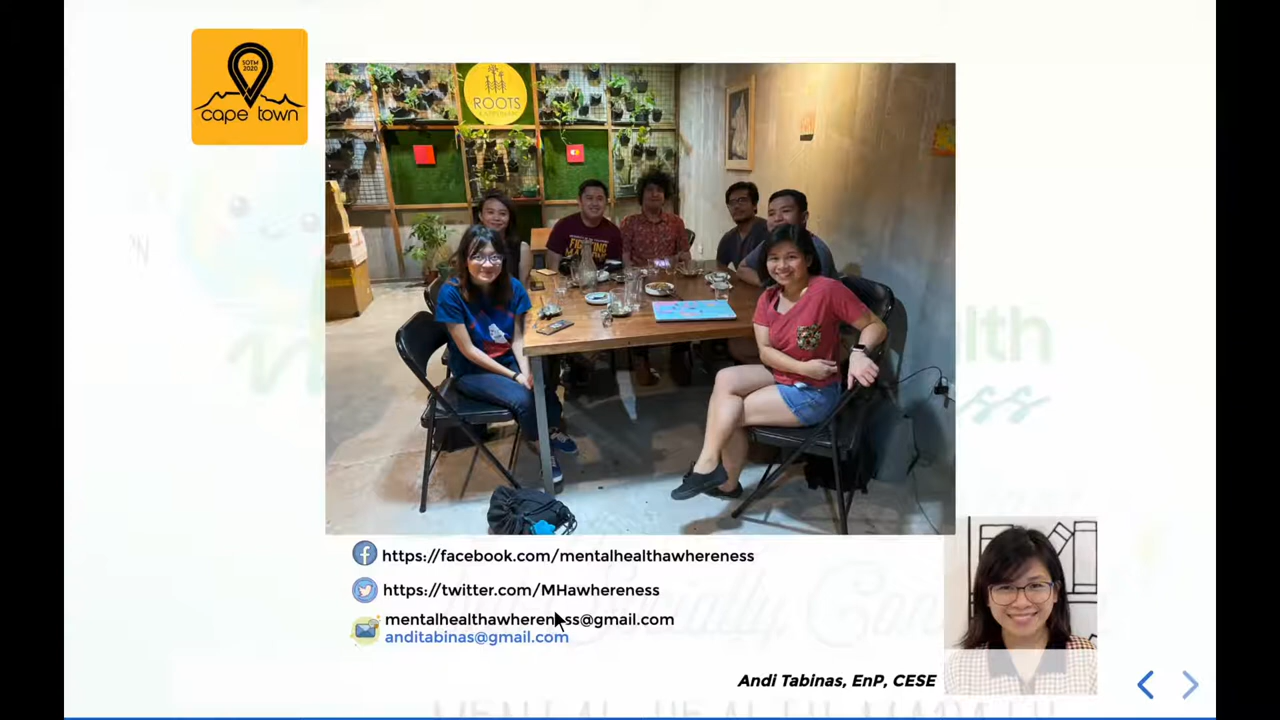 SOTM
2020
cape town
ROOTS
https://facebook.com/mentalhealthawhereness
https://twitter.com/MHawhereness
mentalhealthawhereness@gmail.com
anditabinas@gmail.com
Andi Tabinas, EnP, CESE